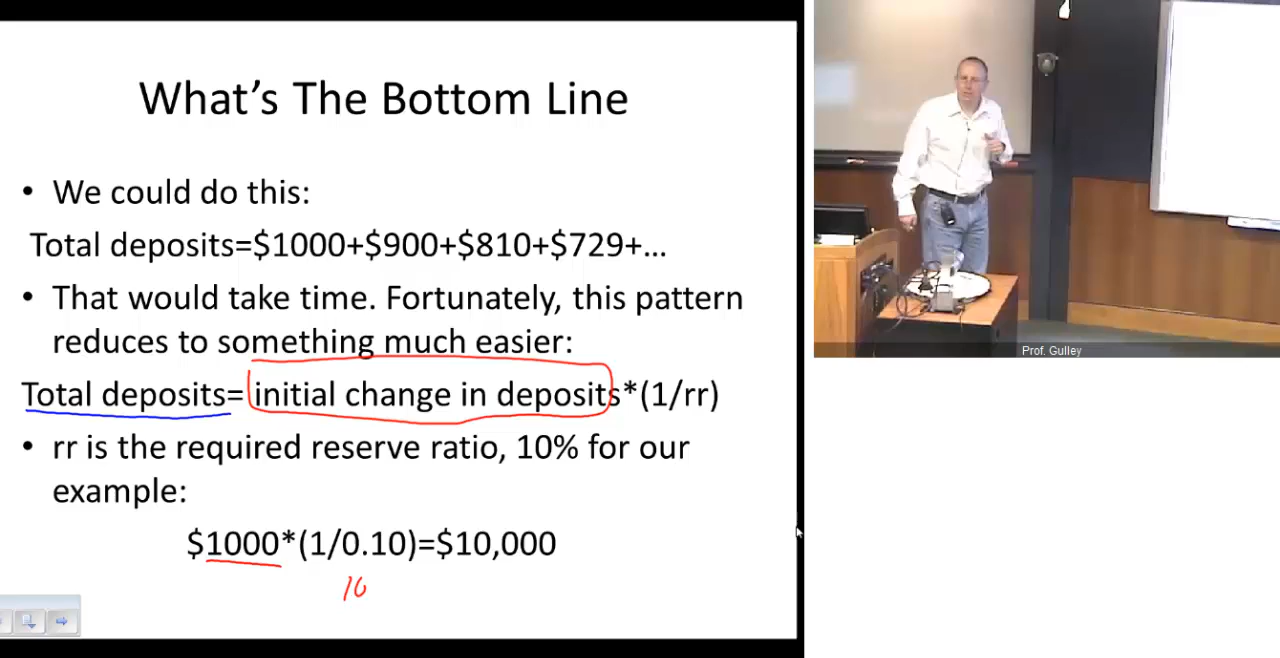 What's The Bottom Line
• We could do this:
Total deposits=$1000+$900+$810+$729+...
• That would take time. Fortunately, this pattern
reduces to something much easier:
Total deposits= initial change in deposits*(1/rr)
• rr is the required reserve ratio, 10% for our
example:
$1000*(1/0.10)=$10,000
10
Prof. Gulley